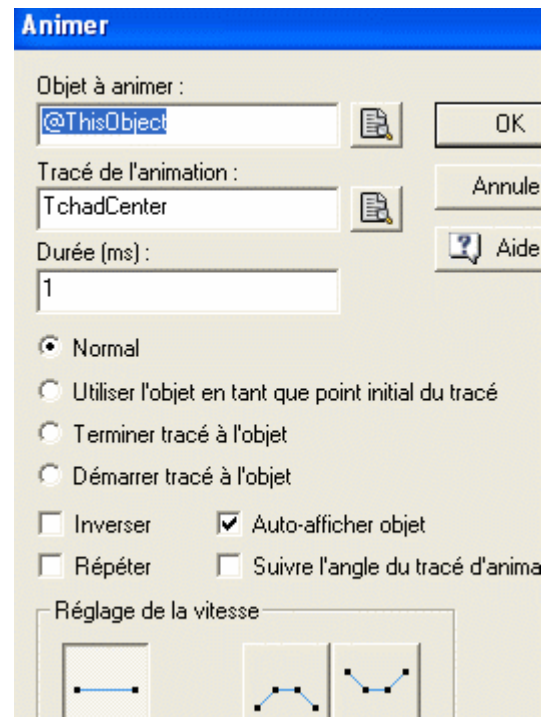 Animer
Objet à animer :
@ThisObject
OK
Tracé de l'animation :
Annule
TchadCenter
Aide
Durée (ms) :
1
Normal
Utiliser l'objet en tant que point initial du tracé
Terminer tracé à l'objet
Démarrer tracé à l'objet
Inverser
Auto-afficher objet
Répéter
Suivre l'angle du tracé d'anima
Réglage de la vitesse